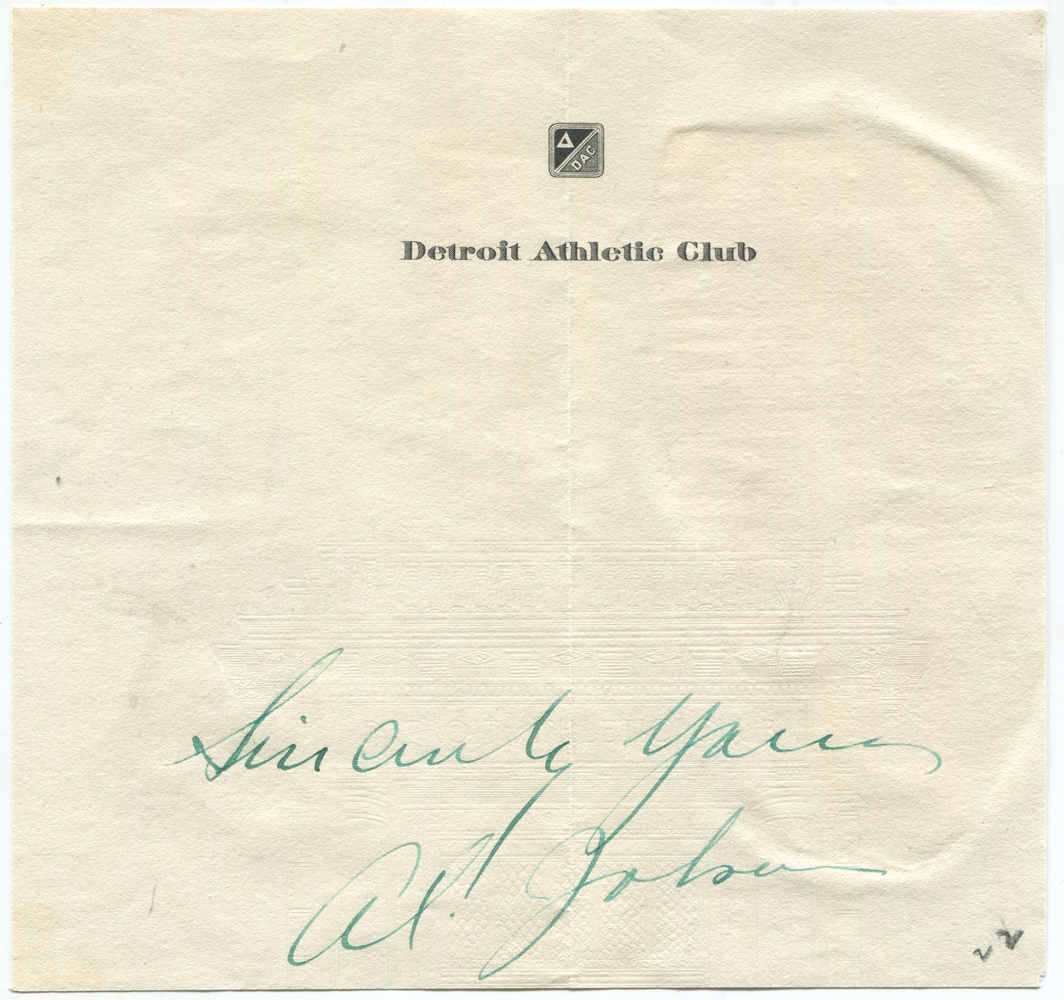 DAC
Detroit Athletic Club
Sincerely Yours
Al. Jolson